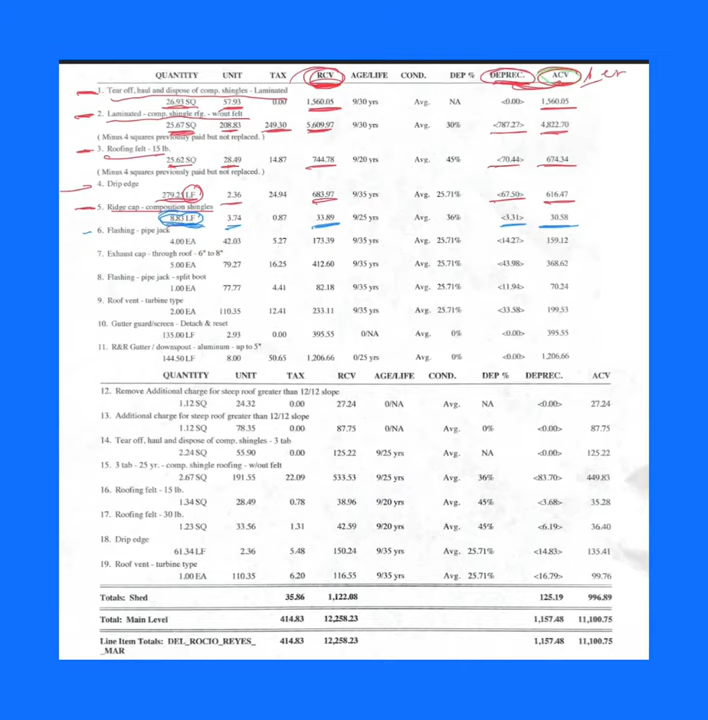 QUANTITY UNIT TAX RCV AGE/LIFE COND. DEP % DEPREC. ACV
1. Tear off, haul and dispose of comp. shingles - Laminated
26.93 SQ 57.93 0.00 1,560.05 9/30 yrs Avg. NA <0.00> 1,560.05
2. Laminated - comp. shingle rfg. - w/out felt
25.67 SQ 208.83 249.30 5,609.97 9/30 yrs Avg. 30% <787.27> 4,822.70
( Minus 4 squares previously paid but not replaced. )
3. Roofing felt - 15 lb.
25.62 SQ 28.49 14.87 744.78 9/20 yrs Avg. 45% <70.44> 674.34
(Minus 4 squares previously paid but not replaced. )
4. Drip edge
279.23 LF 2.36 24.94 683.97 9/35 yrs Avg. 25.71% <67.50> 616.47
5. Ridge cap - composition shingles
8.83 LF 3.74 0.87 33.89 9/25 yrs Avg. 36% <3.31> 30.58
6. Flashing - pipe jack
4.00 EA 42.03 5.27 173.39 9/35 yrs Avg. 25.71% <14.27> 159.12
7. Exhaust cap - through roof - 6" to 8"
5.00 EA 79.27 16.25 412.60 9/35 yrs Avg. 25.71% <43.98> 368.62
8. Flashing - pipe jack - split boot
1.00 EA 77.77 4.41 82.18 9/35 yrs Avg. 25.71% <11.94> 70.24
9. Roof vent - turbine type
2.00 EA 110.35 12.41 233.11 9/35 yrs Avg. 25.71% <33.58> 199.53
10. Gutter guard/screen - Detach & reset
135.00 LF 2.93 0.00 395.55 0/NA Avg. 0% <0.00> 395.55
11. R&R Gutter / downspout - aluminum - up to 5"
144.50 LF 8.00 50.65 1,206.66 0/25 yrs Avg. 0% <0.00> 1,206.66
QUANTITY UNIT TAX RCV AGE/LIFE COND. DEP % DEPREC. ACV
12. Remove Additional charge for steep roof greater than 12/12 slope
1.12 SQ 24.32 0.00 27.24 0/NA Avg. NA <0.00> 27.24
13. Additional charge for steep roof greater than 12/12 slope
1.12 SQ 78.35 0.00 87.75 0/NA Avg. 0% <0.00> 87.75
14. Tear off, haul and dispose of comp. shingles - 3 tab
2.24 SQ 55.90 0.00 125.22 9/25 yrs Avg. NA <0.00> 125.22
15. 3 tab - 25 yr. - comp. shingle roofing - w/out felt
2.67 SQ 191.55 22.09 533.53 9/25 yrs Avg. 36% <83.70> 449.83
16. Roofing felt - 15 lb.
1.34 SQ 28.49 0.78 38.96 9/20 yrs Avg. 45% <3.68> 35.28
17. Roofing felt - 30 lb.
1.23 SQ 33.56 1.31 42.59 9/20 yrs Avg. 45% <6.19> 36.40
18. Drip edge
61.34 LF 2.36 5.48 150.24 9/35 yrs Avg. 25.71% <14.83> 135.41
19. Roof vent - turbine type
1.00 EA 110.35 6.20 116.55 9/35 yrs Avg. 25.71% <16.79> 99.76
Totals: Shed 35.86 1,122.08 125.19 996.89
Total: Main Level 414.83 12,258.23 1,157.48 11,100.75
Line Item Totals: DEL_ROCIO_REYES_ 414.83 12,258.23 1,157.48 11,100.75
_MAR